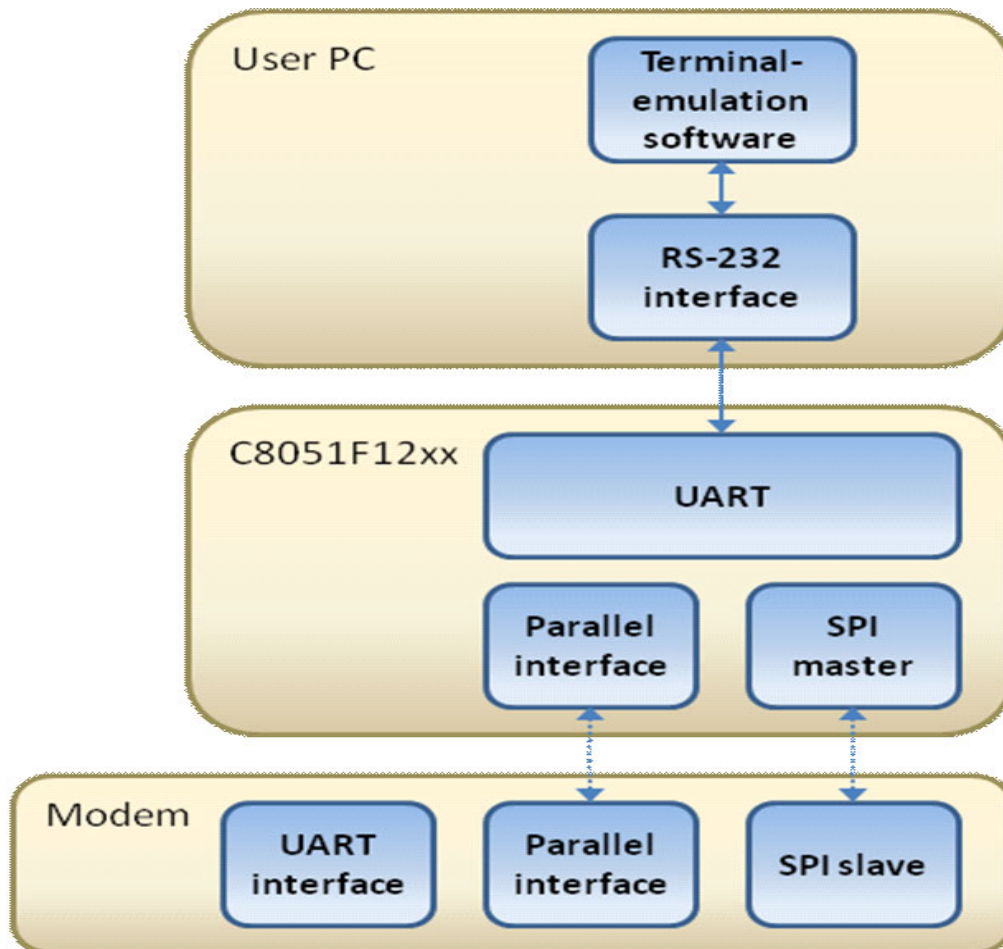 User PC
Terminal-
emulation
software
RS-232
interface
C8051F12xx
UART
Parallel
interface
SPI
master
Modem
UART
interface
Parallel
interface
SPI slave